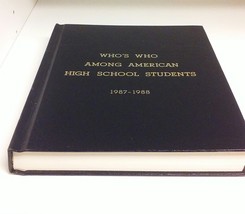 WHO'S WHO
AMONG AMERICAN
HIGH SCHOOL STUDENTS
1987-1988